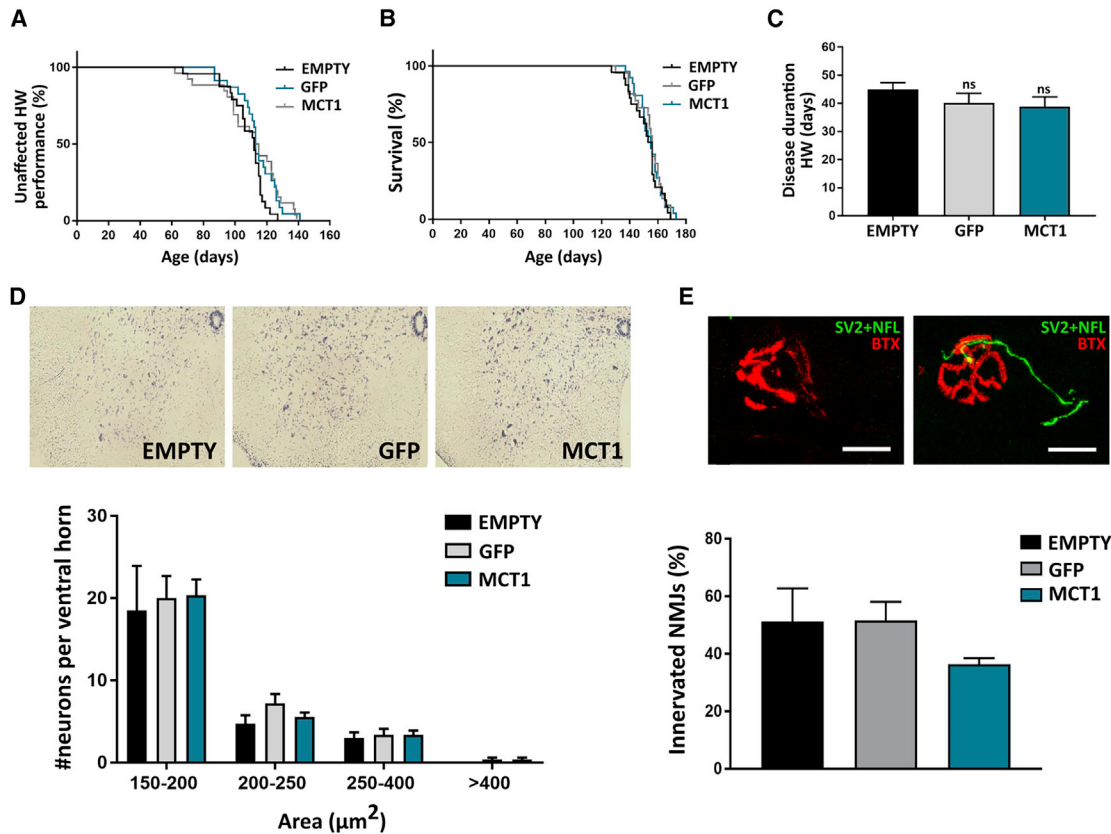 A
Unaffected HW
performance (%)
100
50
0
0 20 40 60 80 100 120 140 160
Age (days)
EMPTY
GFP
MCT1
B
Survival (%)
100
50
0
0 20 40 60 80 100 120 140 160 180
Age (days)
EMPTY
GFP
MCT1
C
Disease durantion
HW (days)
60
50
40
30
20
10
0
ns
ns
EMPTY GFP MCT1
D
EMPTY
GFP
MCT1
#neurons per ventral horn
30
20
10
0
EMPTY
GFP
MCT1
150-200 200-250 250-400 >400
Area (µm²)
E
SV2+NFL
BTX
SV2+NFL
BTX
Innervated NMJs (%)
80
60
40
20
0
EMPTY
GFP
MCT1